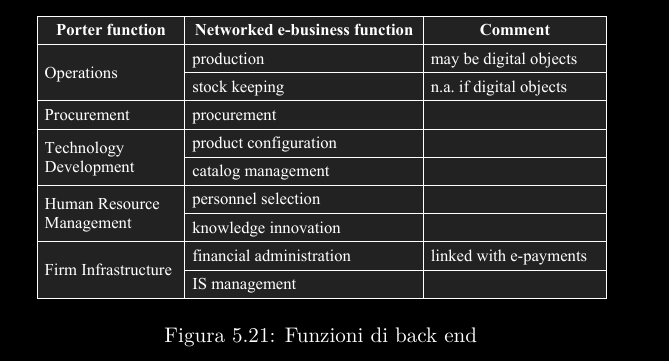 Porter function Networked e-business function Comment
Operations
production may be digital objects
stock keeping n.a. if digital objects
Procurement procurement
Technology
Development
product configuration
catalog management
Human Resource
Management
personnel selection
knowledge innovation
Firm Infrastructure
financial administration linked with e-payments
IS management
Figura 5.21: Funzioni di back end